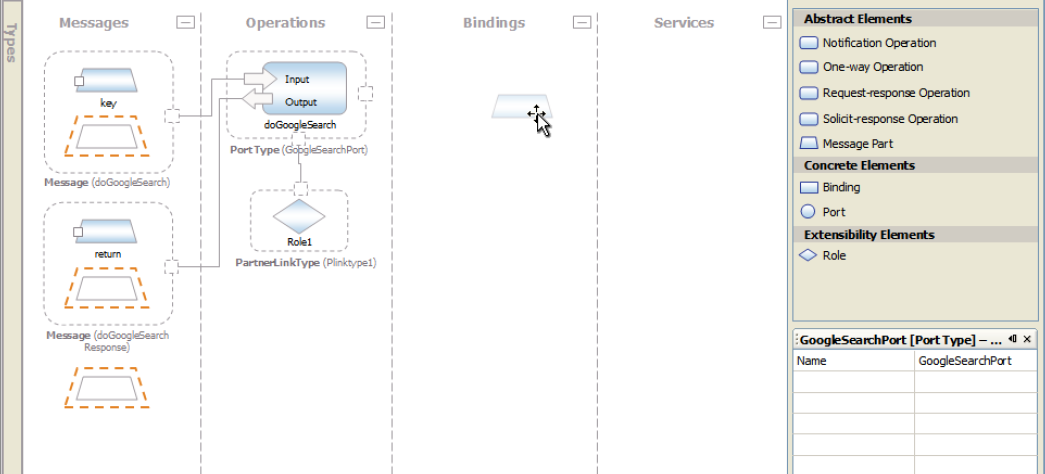 Types
Messages
Operations
Bindings
Services
key
Message (doGoogleSearch)
return
Message (doGoogleSearch
Response)
Input
Output
doGoogleSearch
Port Type (GoogleSearchPort)
Role1
PartnerLinkType (Plinktype1)
Abstract Elements
Notification Operation
One-way Operation
Request-response Operation
Solicit-response Operation
Message Part
Concrete Elements
Binding
Port
Extensibility Elements
Role
GoogleSearchPort [Port Type] – ...
Name GoogleSearchPort